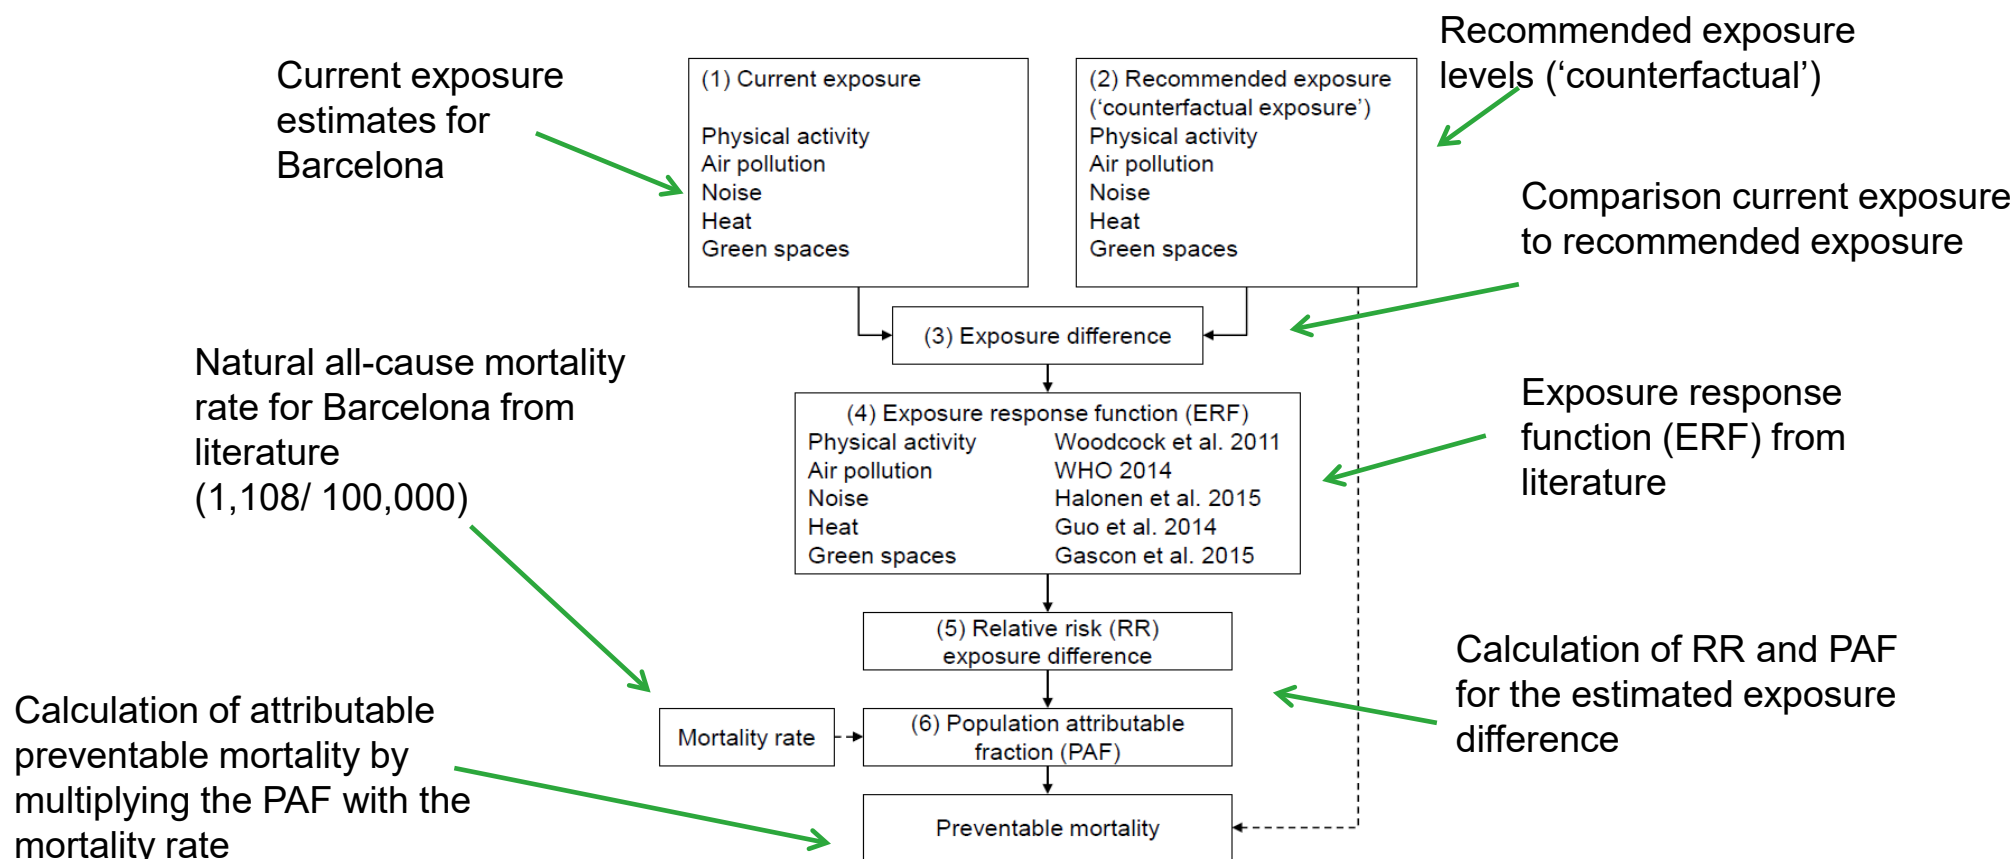 Current exposure
estimates for
Barcelona
(1) Current exposure
Physical activity
Air pollution
Noise
Heat
Green spaces
(2) Recommended exposure
(‘counterfactual exposure’)
Physical activity
Air pollution
Noise
Heat
Green spaces
Recommended exposure
levels (‘counterfactual’)
Comparison current exposure
to recommended exposure
(3) Exposure difference
Natural all-cause mortality
rate for Barcelona from
literature
(1,108/ 100,000)
(4) Exposure response function (ERF)
Physical activity Woodcock et al. 2011
Air pollution WHO 2014
Noise Halonen et al. 2015
Heat Guo et al. 2014
Green spaces Gascon et al. 2015
Exposure response
function (ERF) from
literature
(5) Relative risk (RR)
exposure difference
Calculation of RR and PAF
for the estimated exposure
difference
Mortality rate
(6) Population attributable
fraction (PAF)
Calculation of attributable
preventable mortality by
multiplying the PAF with the
mortality rate
Preventable mortality